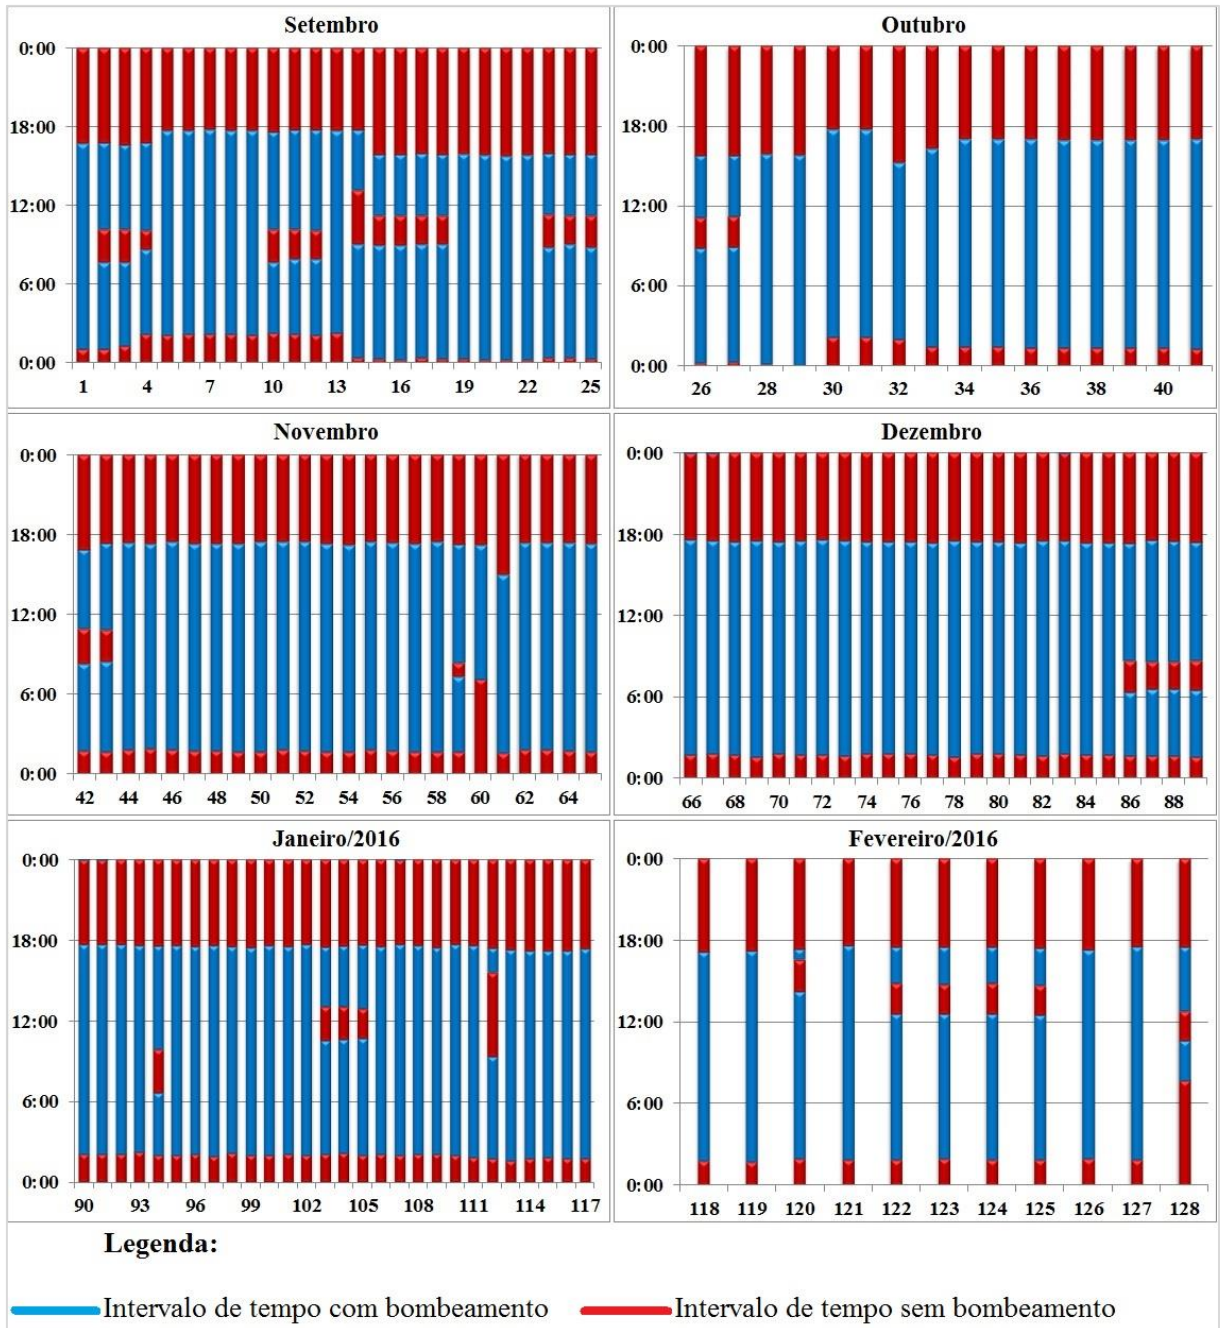 Setembro
0:00
18:00
12:00
6:00
0:00
1 4 7 10 13 16 19 22 25
Outubro
0:00
18:00
12:00
6:00
0:00
26 28 30 32 34 36 38 40
Novembro
0:00
18:00
12:00
6:00
0:00
42 44 46 48 50 52 54 56 58 60 62 64
Dezembro
0:00
18:00
12:00
6:00
0:00
66 68 70 72 74 76 78 80 82 84 86 88
Janeiro/2016
0:00
18:00
12:00
6:00
0:00
90 93 96 99 102 105 108 111 114 117
Fevereiro/2016
0:00
18:00
12:00
6:00
0:00
118 119 120 121 122 123 124 125 126 127 128
Legenda:
Intervalo de tempo com bombeamento Intervalo de tempo sem bombeamento